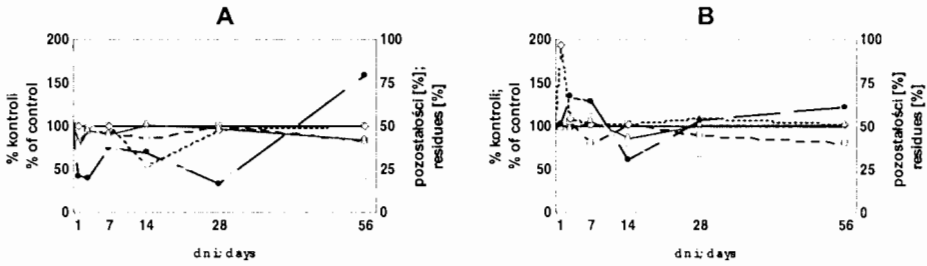 A
200
150
100
50
0
% kontroli;
% of control
100
75
50
25
0
pozostałości [%];
residues [%]
1 7 14 28 56
dni; days
B
200
150
100
50
0
% kontroli;
% of control
100
75
50
25
0
pozostałości [%];
residues [%]
1 7 14 28 56
dni; days